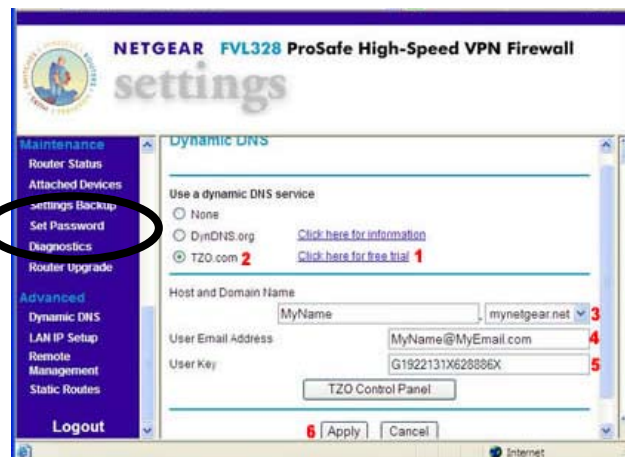 NETGEAR FVL328 ProSafe High-Speed VPN Firewall
settings
Maintenance
Router Status
Attached Devices
Settings Backup
Set Password
Diagnostics
Router Upgrade
Advanced
Dynamic DNS
LAN IP Setup
Remote
Management
Static Routes
Logout
Dynamic DNS
Use a dynamic DNS service
None
DynDNS.org Click here for information
TZO.com 2 Click here for free trial 1
Host and Domain Name
MyName . mynetgear.net 3
User Email Address MyName@MyEmail.com 4
User Key G1922131X628886X 5
TZO Control Panel
6 Apply Cancel
Internet